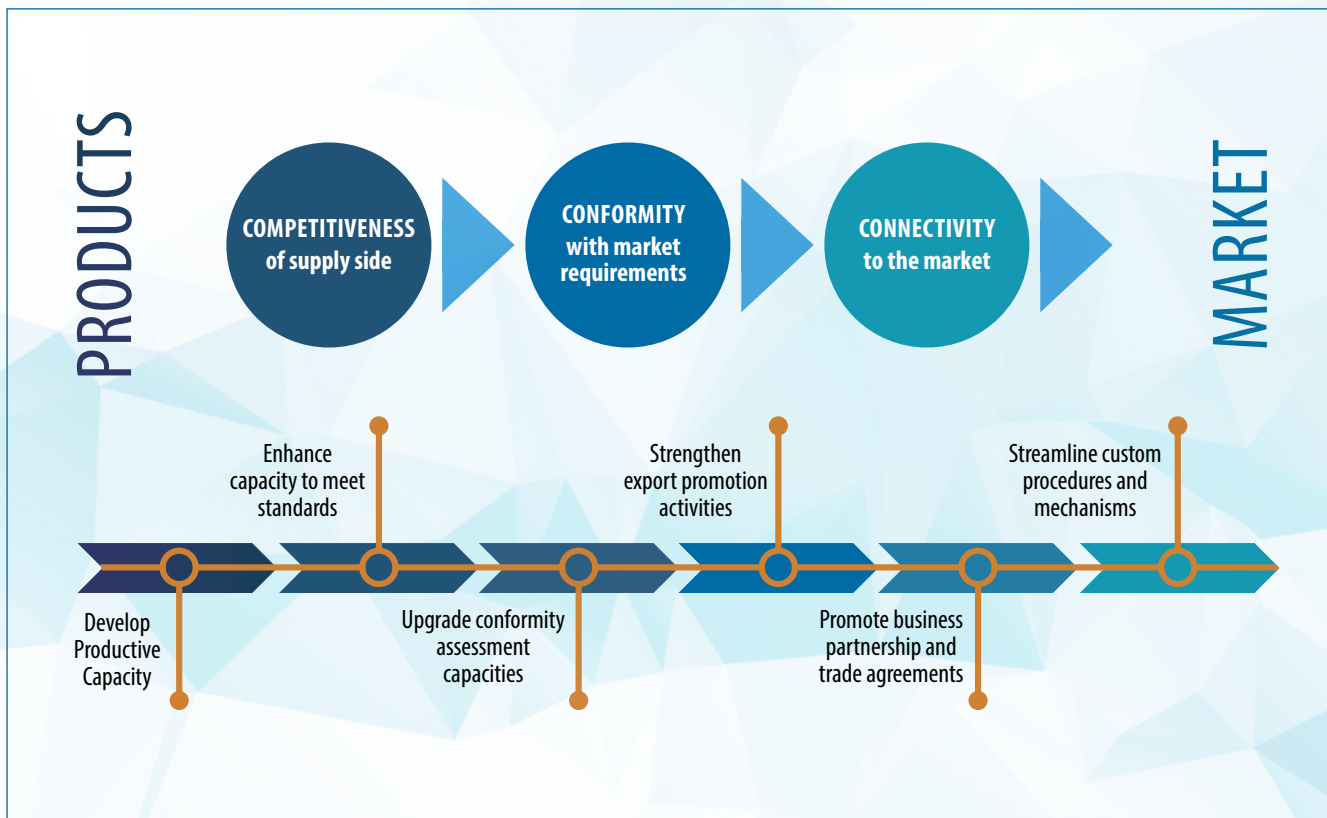 PRODUCTS
COMPETITIVENESS
of supply side
CONFORMITY
with market
requirements
CONNECTIVITY
to the market
MARKET
Enhance
capacity to meet
standards
Strengthen
export promotion
activities
Streamline custom
procedures and
mechanisms
Develop
Productive
Capacity
Upgrade conformity
assessment
capacities
Promote business
partnership and
trade agreements